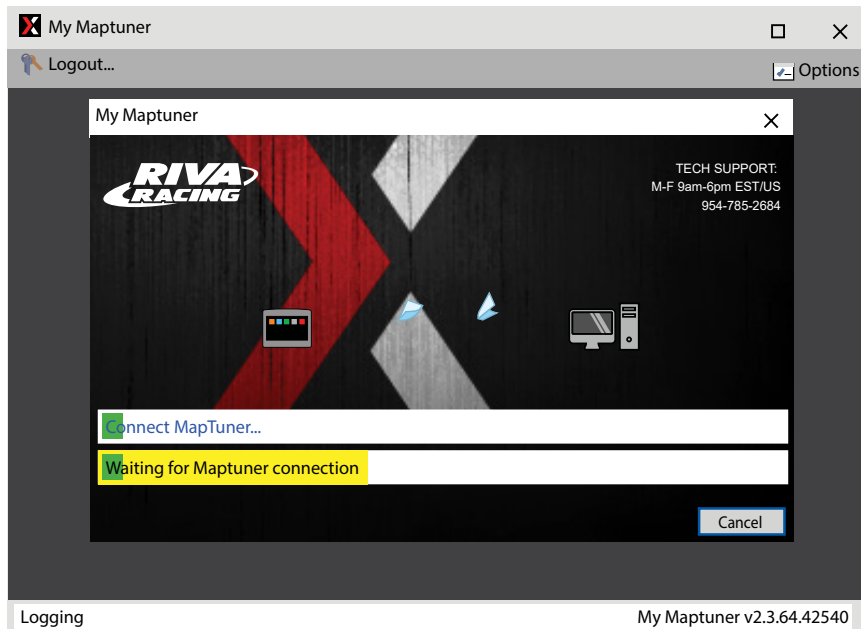 My Maptuner
Logout...
Options
My Maptuner
RIVA
RACING
TECH SUPPORT:
M-F 9am-6pm EST/US
954-785-2684
Connect MapTuner...
Waiting for Maptuner connection
Cancel
Logging
My Maptuner v2.3.64.42540